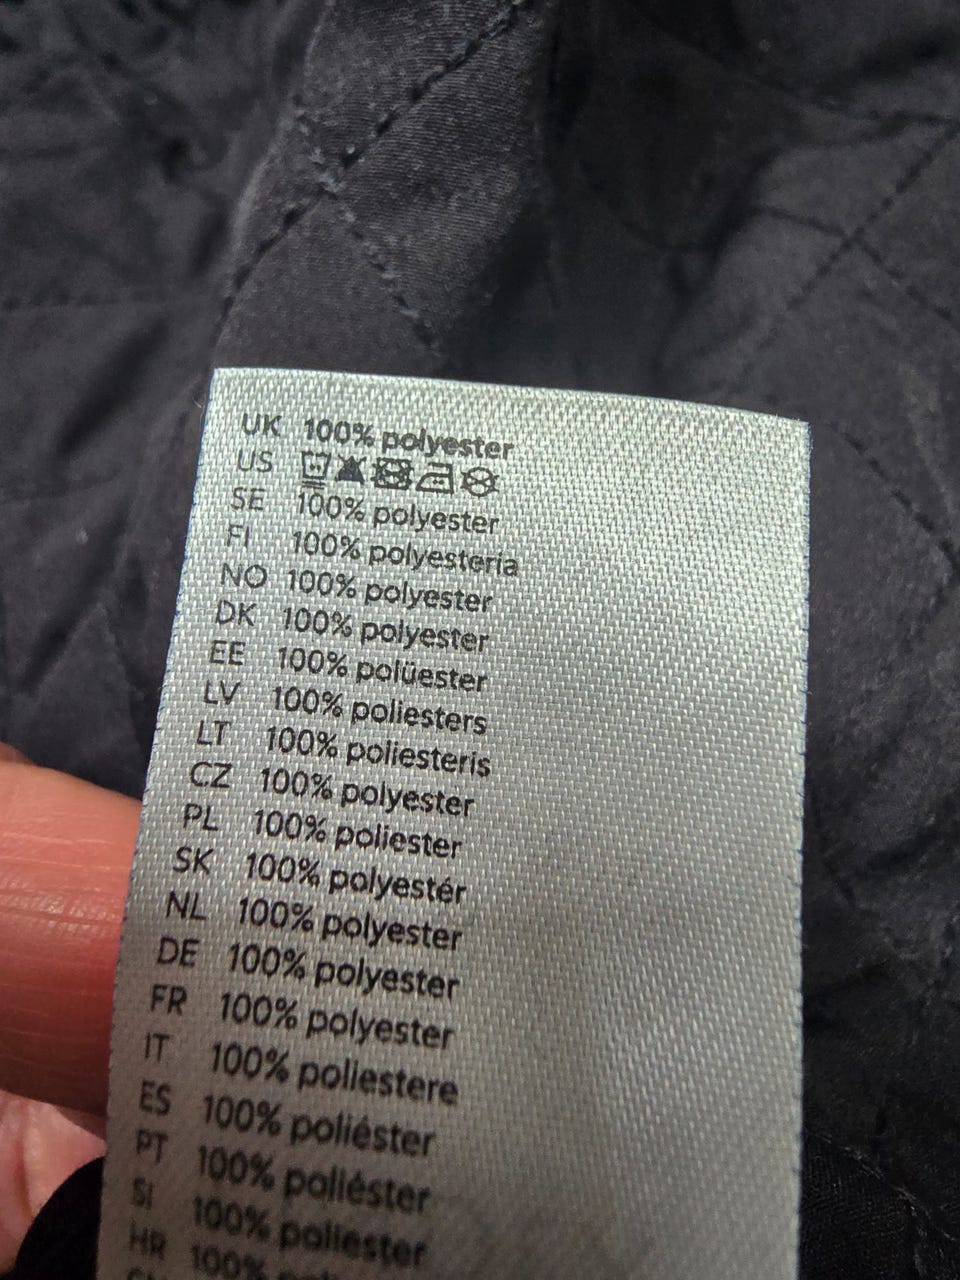 UK 100% polyester
US
SE 100% polyester
FI 100% polyesteria
NO 100% polyester
DK 100% polyester
EE 100% polüester
LV 100% poliesters
LT 100% poliesteris
CZ 100% polyester
PL 100% poliester
SK 100% polyestér
NL 100% polyester
DE 100% polyester
FR 100% polyester
IT 100% poliestere
ES 100% poliéster
PT 100% poliéster
SI 100% poliester
HR 100%